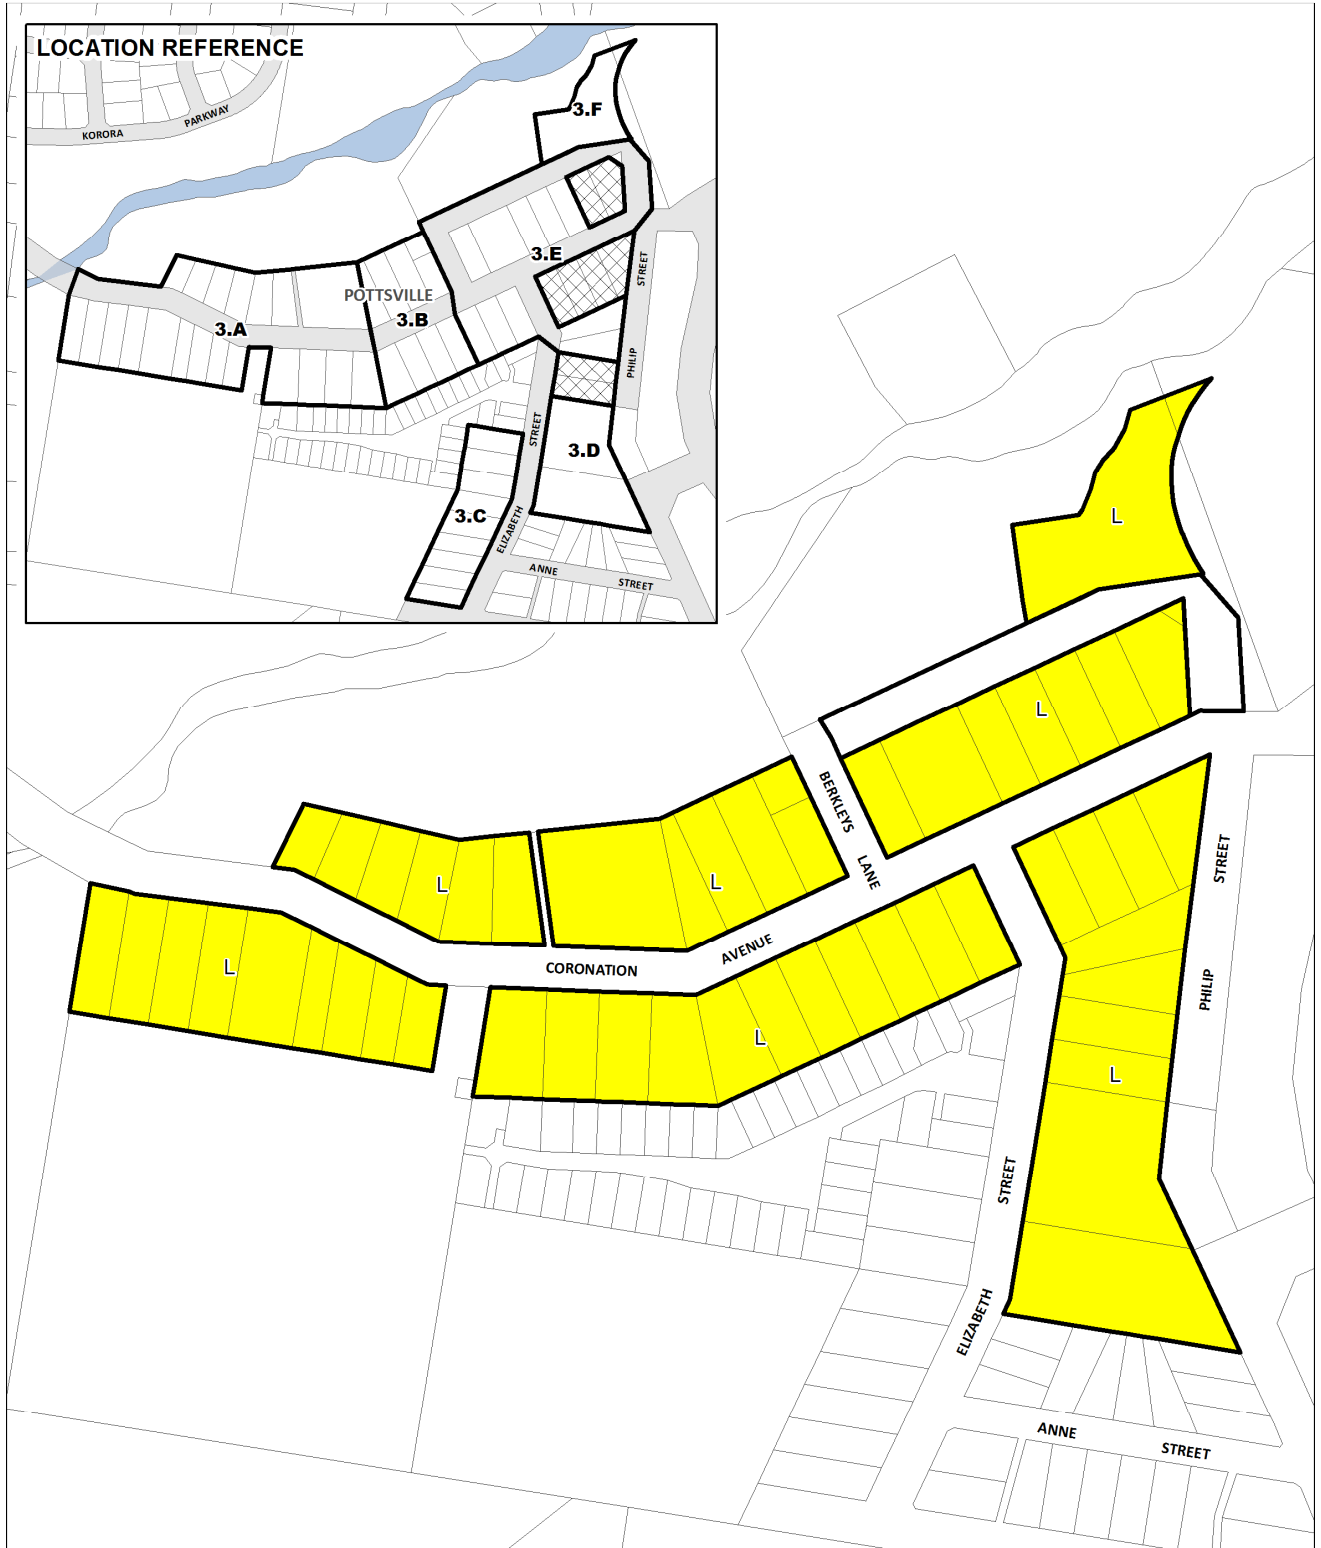 LOCATION REFERENCE
KORORA
PARKWAY
3.F
3.E
STREET
POTTSVILLE
3.B
3.A
PHILIP
STREET
3.D
3.C
ELIZABETH
ANNE
STREET
L
L
BERKLEYS
LANE
STREET
L
L
L
AVENUE
CORONATION
PHILIP
L
L
STREET
ELIZABETH
ANNE
STREET